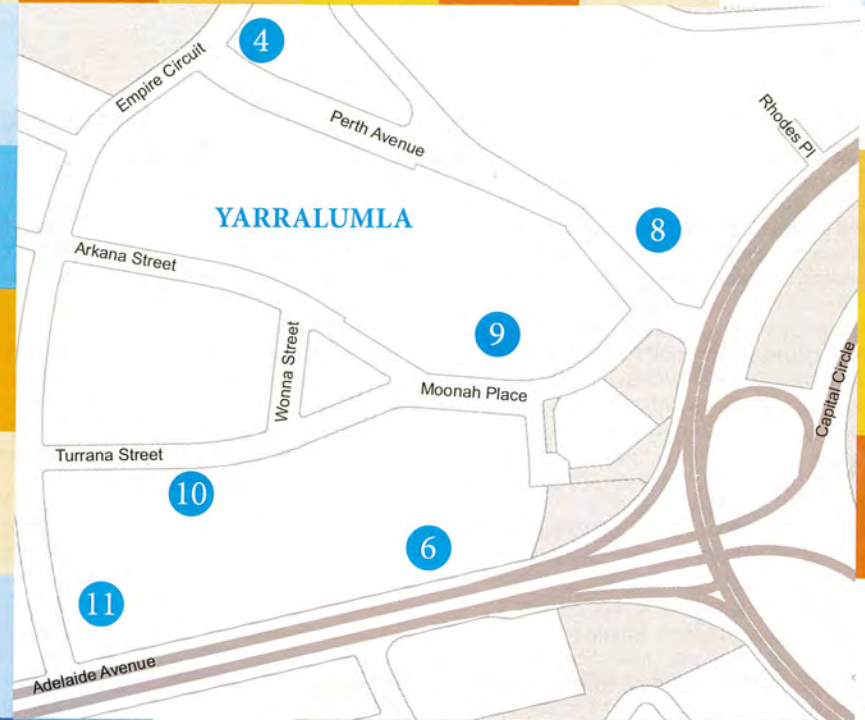 4
Empire Circuit
Perth Avenue
Rhodes Pl
YARRALUMLA
8
Arkana Street
9
Wonna Street
Moonah Place
Capital Circle
Turrana Street
10
6
11
Adelaide Avenue